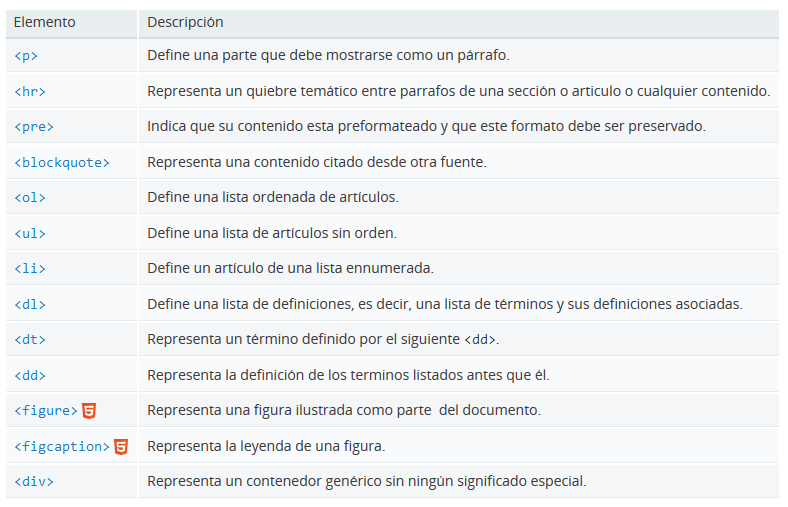 Elemento Descripción
<p> Define una parte que debe mostrarse como un párrafo.
<hr> Representa un quiebre temático entre parrafos de una sección o articulo o cualquier contenido.
<pre> Indica que su contenido esta preformateado y que este formato debe ser preservado.
<blockquote> Representa una contenido citado desde otra fuente.
<ol> Define una lista ordenada de artículos.
<ul> Define una lista de artículos sin orden.
<li> Define un artículo de una lista ennumerada.
<dl> Define una lista de definiciones, es decir, una lista de términos y sus definiciones asociadas.
<dt> Representa un término definido por el siguiente <dd>.
<dd> Representa la definición de los terminos listados antes que él.
<figure> 5 Representa una figura ilustrada como parte del documento.
<figcaption> 5 Representa la leyenda de una figura.
<div> Representa un contenedor genérico sin ningún significado especial.